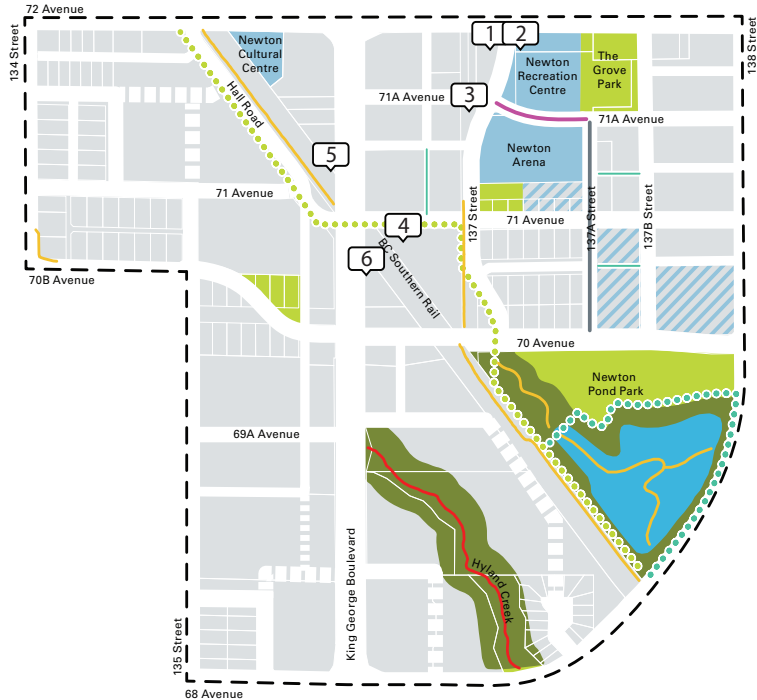 72 Avenue
134 Street
138 Street
1
2
Newton
Cultural
Centre
The
Grove
Park
Newton
Recreation
Centre
Hall Road
71A Avenue
3
71A Avenue
Newton
Arena
5
71 Avenue
137 Street
71 Avenue
137A Street
137B Street
4
6
BC Southern Rail
70B Avenue
70 Avenue
Newton
Pond Park
69A Avenue
King George Boulevard
Hyland Creek
135 Street
68 Avenue